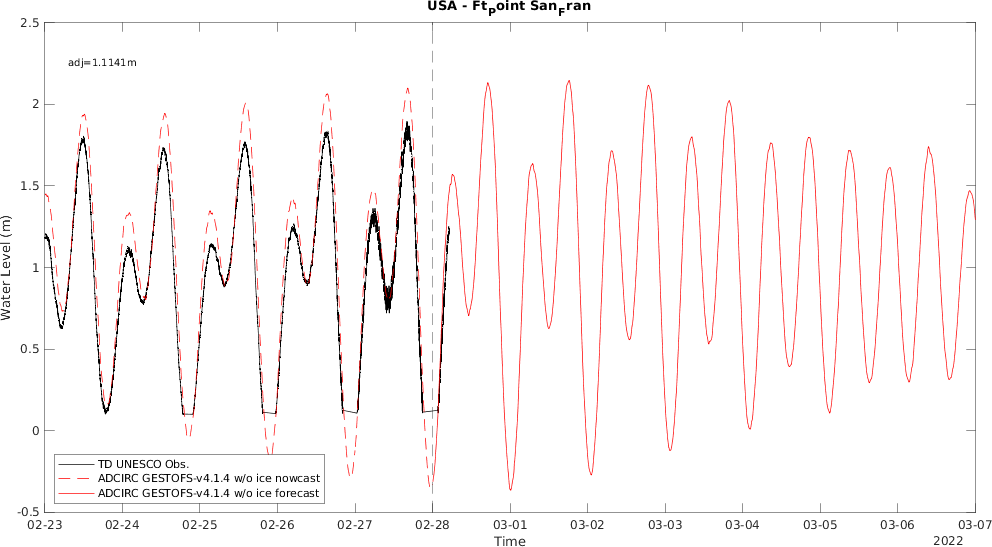 USA - FtPoint SanFran
2.5
adj=1.1141m
2
1.5
1
0.5
0
-0.5
Water Level (m)
TD UNESCO Obs.
ADCIRC GESTOFS-v4.1.4 w/o ice nowcast
ADCIRC GESTOFS-v4.1.4 w/o ice forecast
02-23 02-24 02-25 02-26 02-27 02-28 03-01 03-02 03-03 03-04 03-05 03-06 03-07
Time
2022